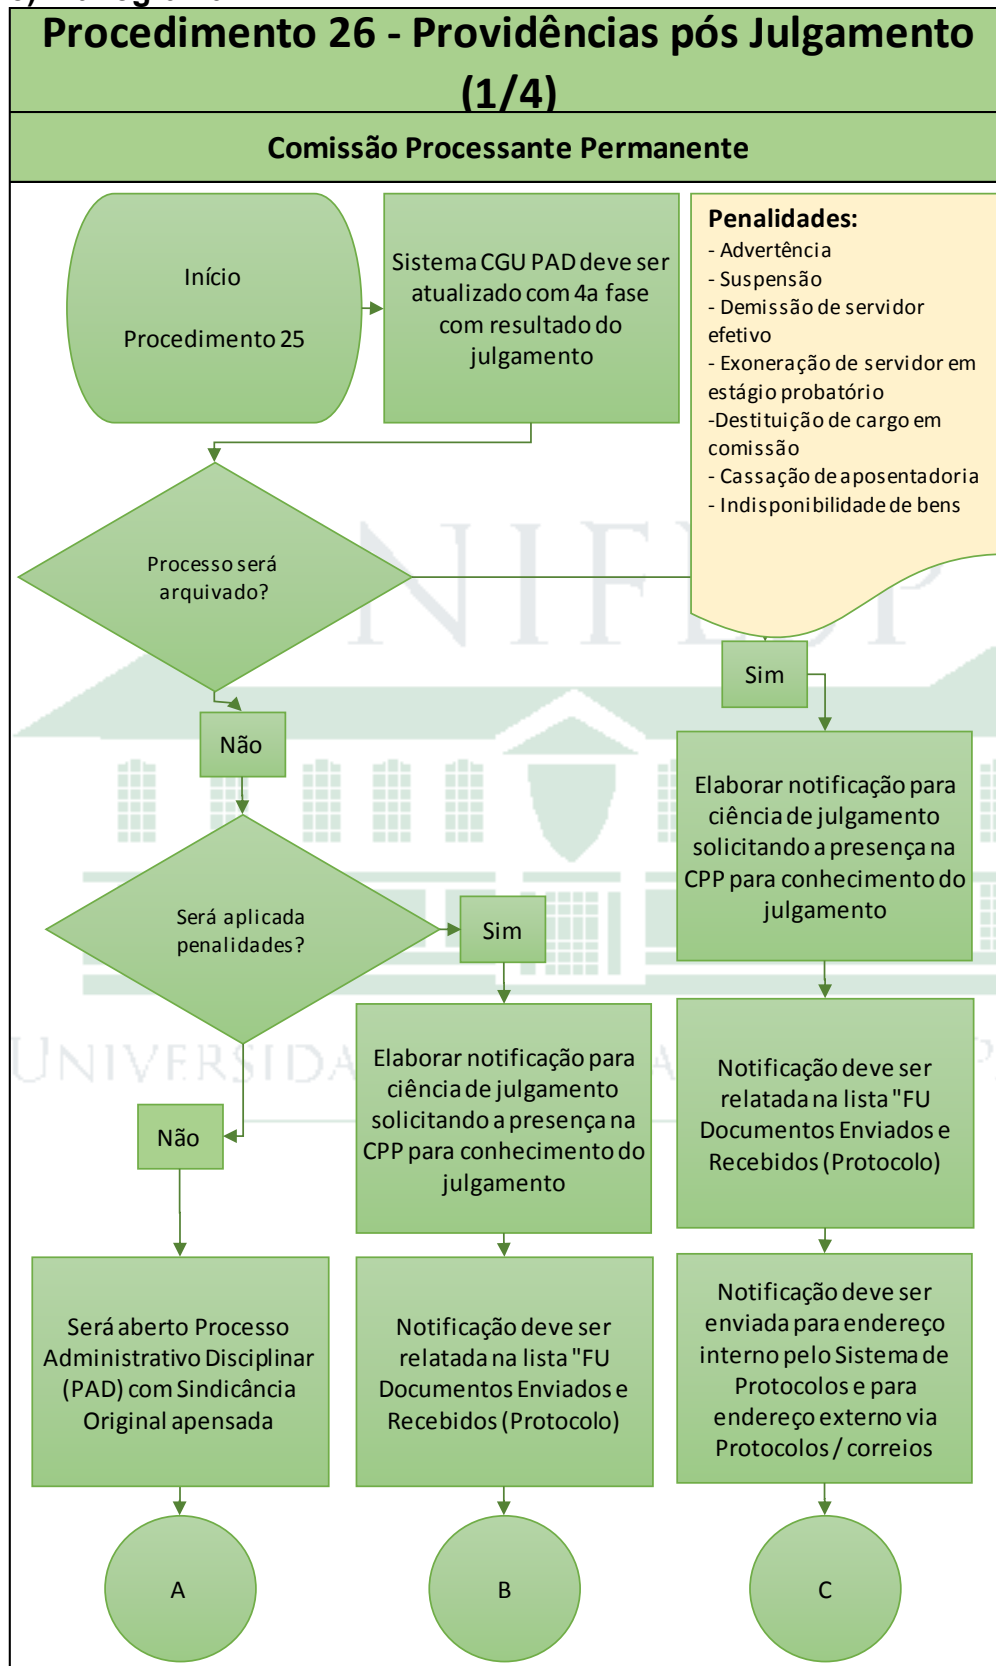 Procedimento 26 - Providências pós Julgamento
(1/4)
Comissão Processante Permanente
Início
Procedimento 25
Sistema CGU PAD deve ser
atualizado com 4a fase
com resultado do
julgamento
Penalidades:
- Advertência
- Suspensão
- Demissão de servidor
efetivo
- Exoneração de servidor em
estágio probatório
-Destituição de cargo em
comissão
- Cassação de aposentadoria
- Indisponibilidade de bens
Processo será
arquivado?
Sim
Não
Elaborar notificação para
ciência de julgamento
solicitando a presença na
CPP para conhecimento do
julgamento
Será aplicada
penalidades?
Sim
Não
Elaborar notificação para
ciência de julgamento
solicitando a presença na
CPP para conhecimento do
julgamento
Notificação deve ser
relatada na lista "FU
Documentos Enviados e
Recebidos (Protocolo)
Será aberto Processo
Administrativo Disciplinar
(PAD) com Sindicância
Original apensada
Notificação deve ser
relatada na lista "FU
Documentos Enviados e
Recebidos (Protocolo)
Notificação deve ser
enviada para endereço
interno pelo Sistema de
Protocolos e para
endereço externo via
Protocolos / correios
A
B
C